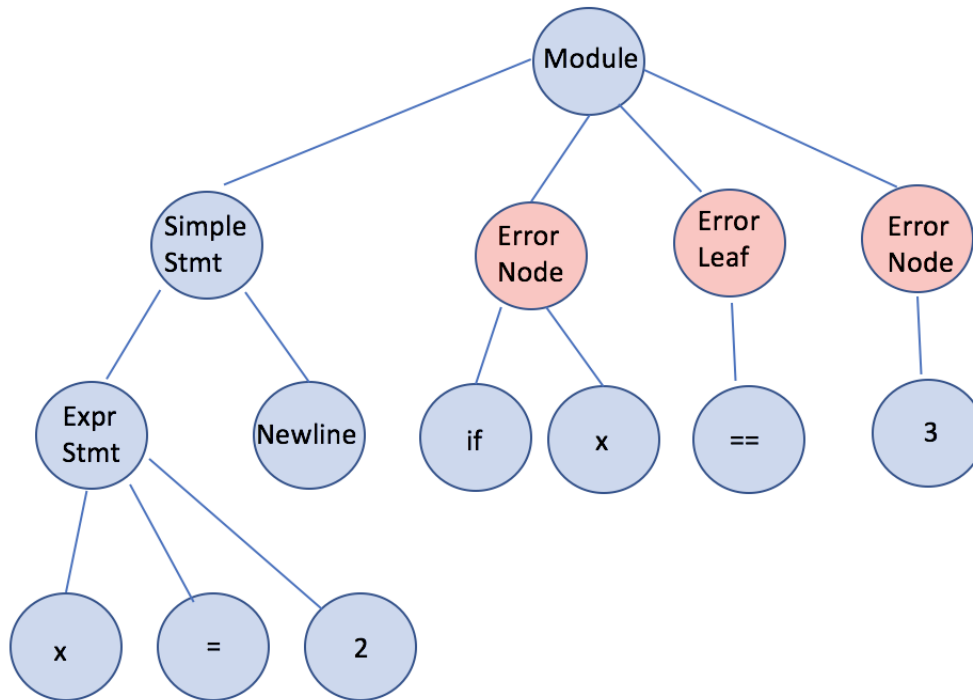 Module
Simple
Stmt
Error
Node
Error
Leaf
Error
Node
Expr
Stmt
Newline
if
x
==
3
x
=
2